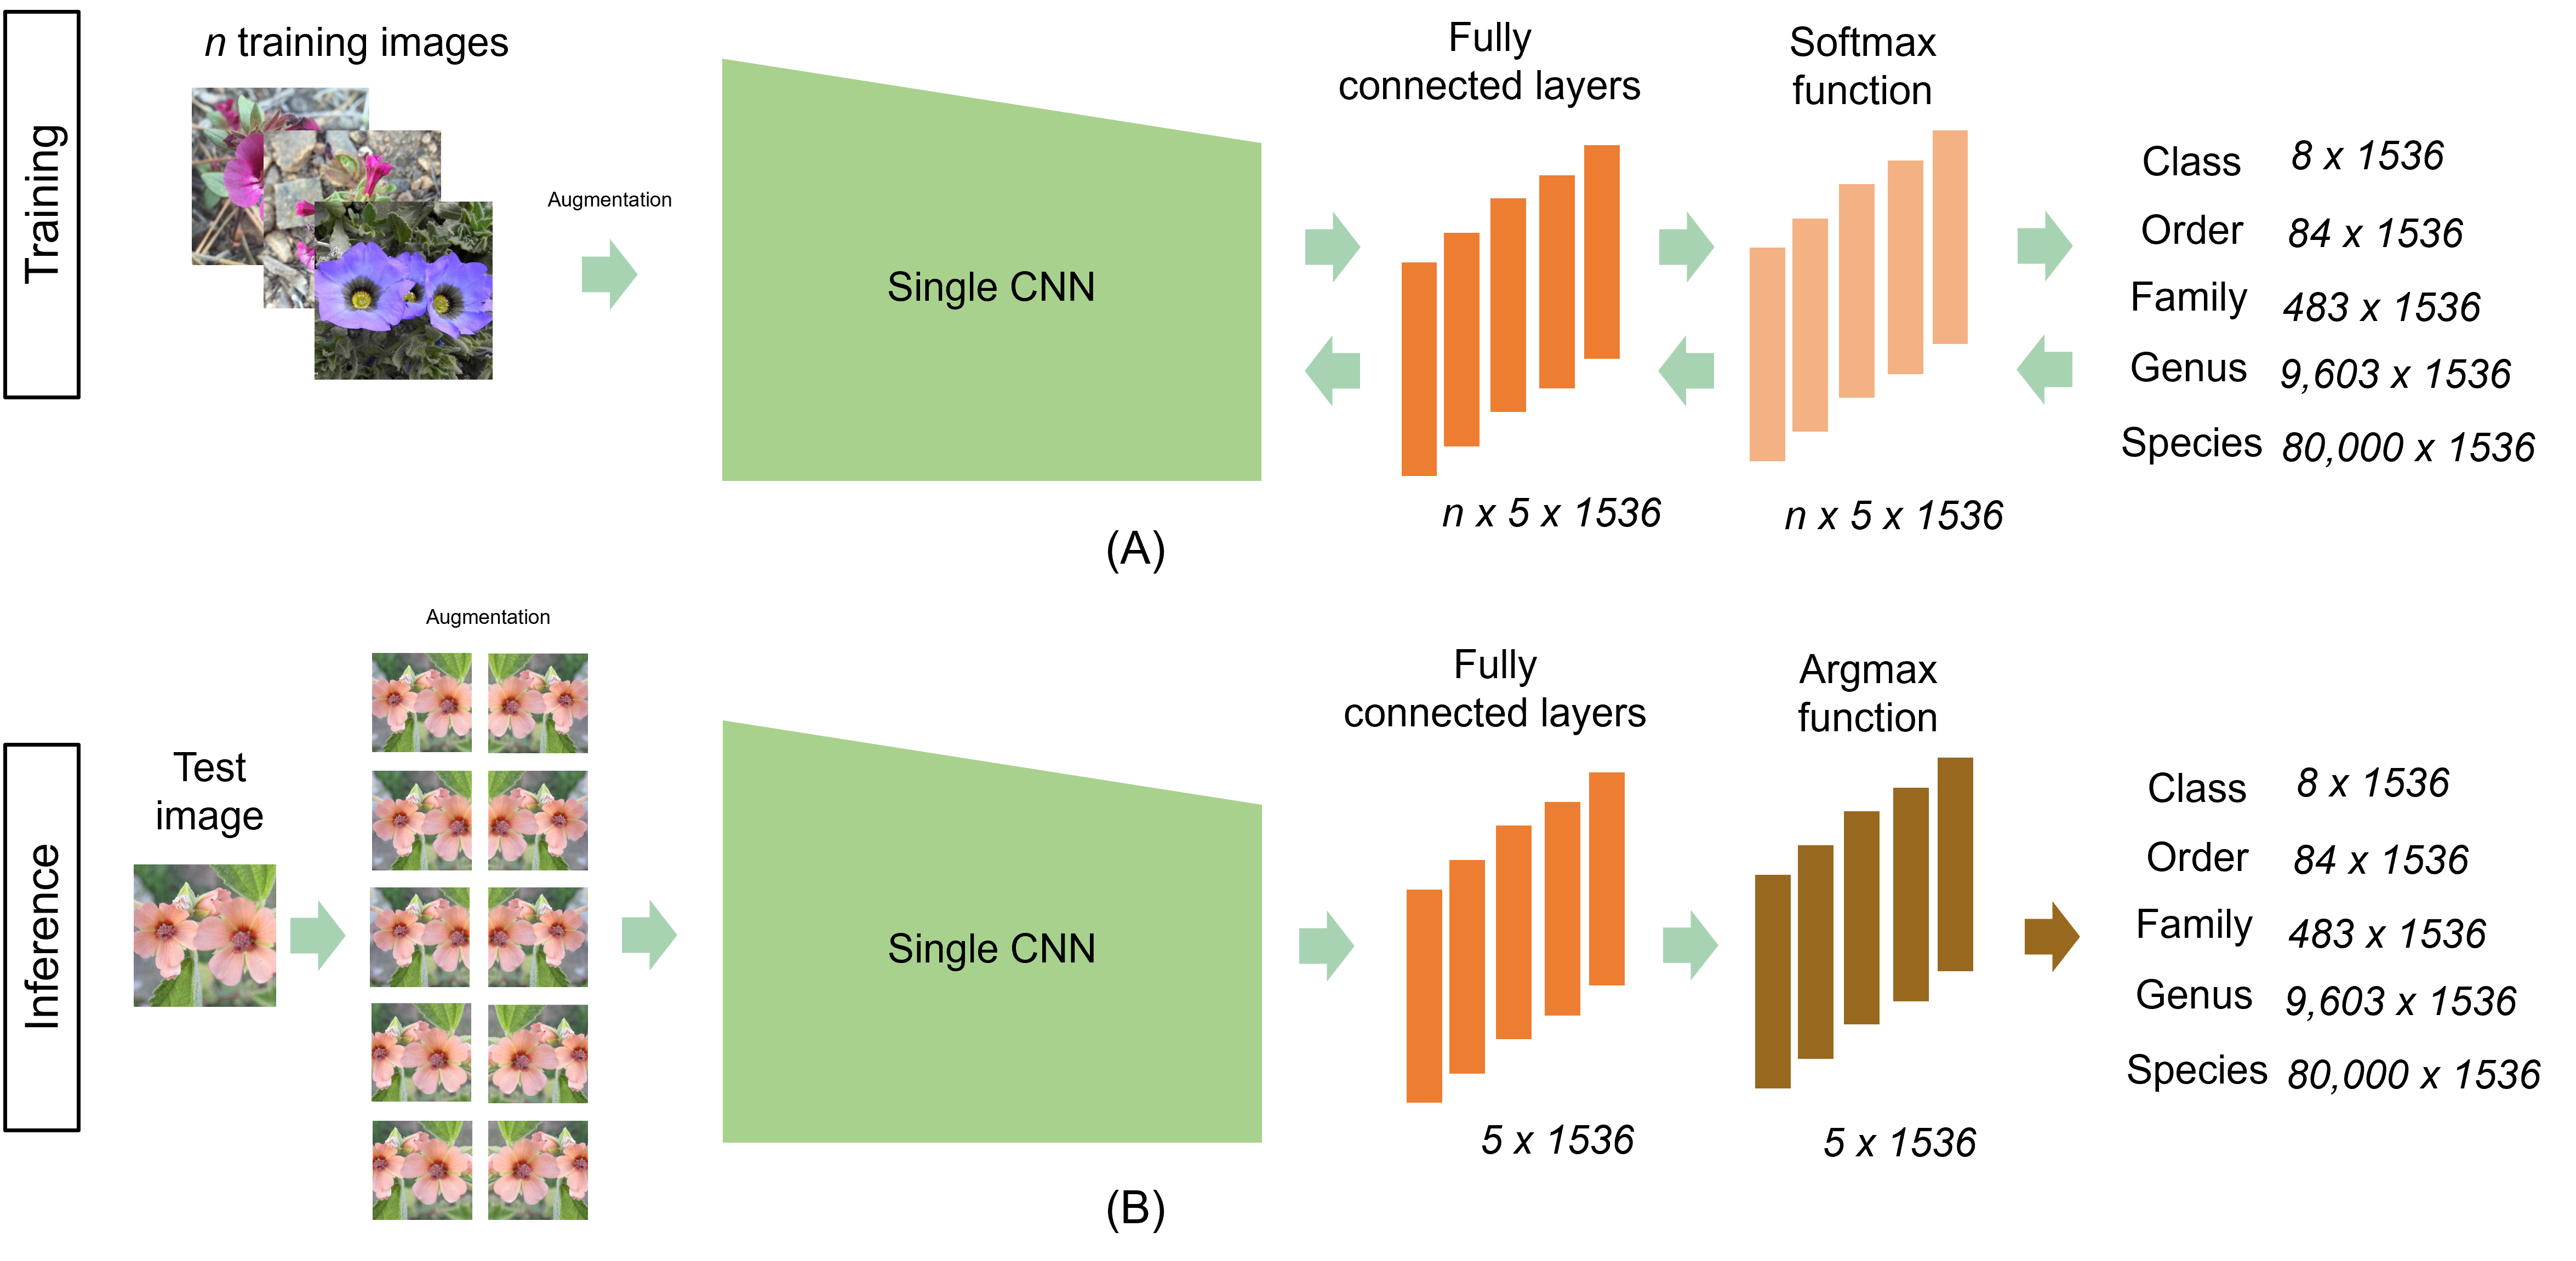 Training
n training images
Augmentation
Single CNN
Fully
connected layers
n x 5 x 1536
Softmax
function
n x 5 x 1536
Class 8 x 1536
Order 84 x 1536
Family 483 x 1536
Genus 9,603 x 1536
Species 80,000 x 1536
(A)
Inference
Test
image
Augmentation
Single CNN
Fully
connected layers
5 x 1536
Argmax
function
5 x 1536
Class 8 x 1536
Order 84 x 1536
Family 483 x 1536
Genus 9,603 x 1536
Species 80,000 x 1536
(B)